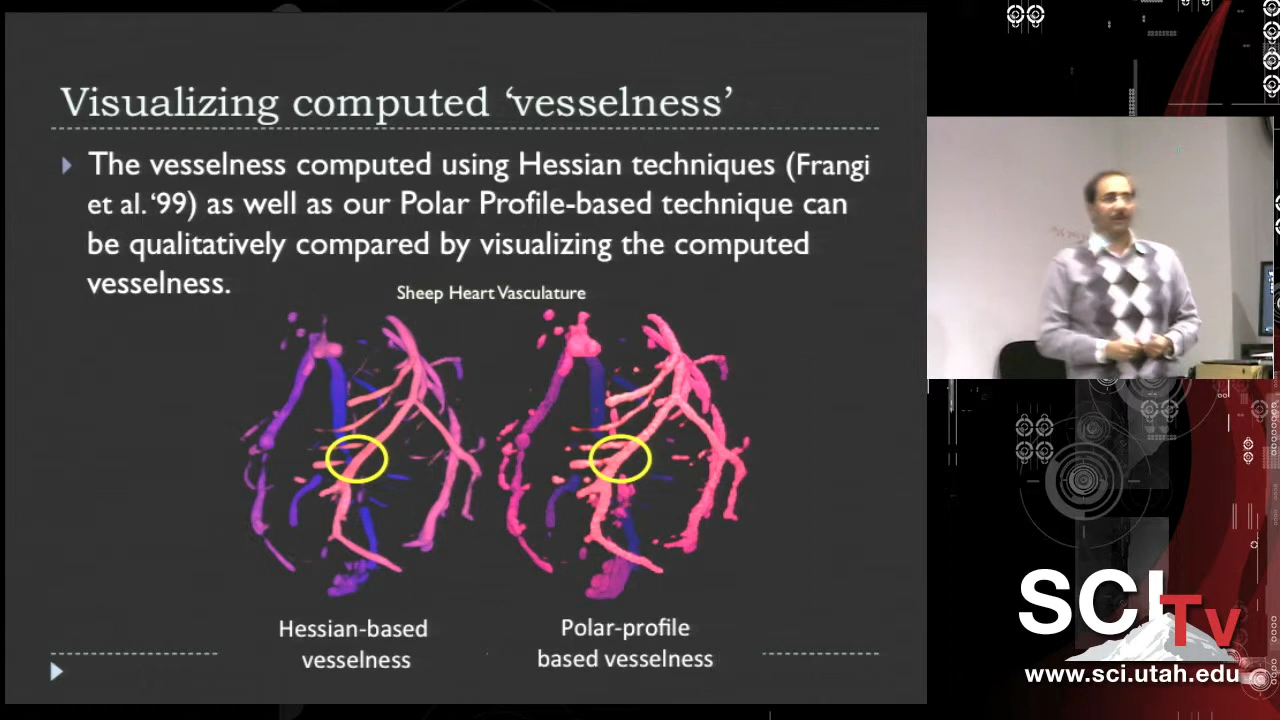 Visualizing computed ‘vesselness’
The vesselness computed using Hessian techniques (Frangi
et al. ‘99) as well as our Polar Profile-based technique can
be qualitatively compared by visualizing the computed
vesselness.
Sheep Heart Vasculature
Hessian-based
vesselness
Polar-profile
based vesselness
SCI
TV
www.sci.utah.edu